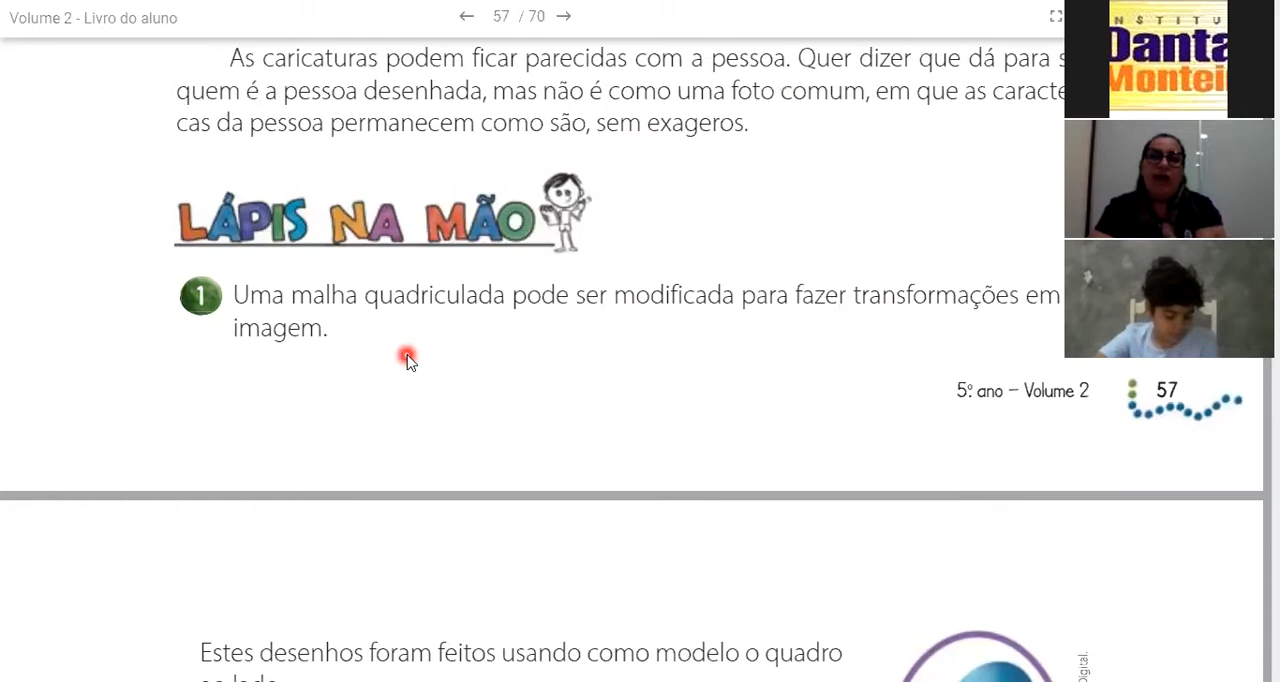 Volume 2 - Livro do aluno
57 / 70
As caricaturas podem ficar parecidas com a pessoa. Quer dizer que dá para
quem é a pessoa desenhada, mas não é como uma foto comum, em que as
cas da pessoa permanecem como são, sem exageros.
LÁPIS NA MÃO
1 Uma malha quadriculada pode ser modificada para fazer transformações em
imagem.
5º. ano – Volume 2 57
Estes desenhos foram feitos usando como modelo o quadro
Digital.